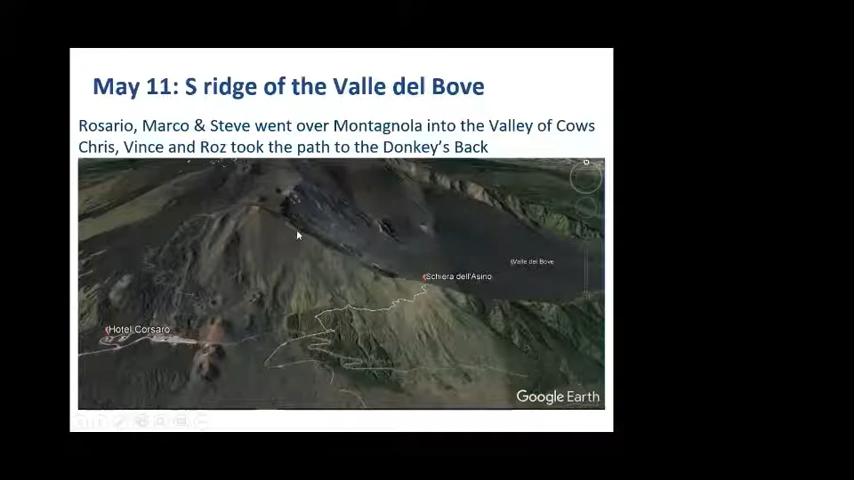 May 11: S ridge of the Valle del Bove
Rosario, Marco & Steve went over Montagnola into the Valley of Cows
Chris, Vince and Roz took the path to the Donkey's Back
Valle del Bove
Schiera dell'Asino
Hotel Corsaro
Google Earth